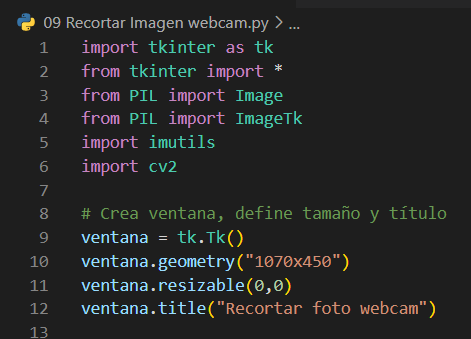 09 Recortar Imagen webcam.py > ...
1 import tkinter as tk
2 from tkinter import *
3 from PIL import Image
4 from PIL import ImageTk
5 import imutils
6 import cv2
7
8 # Crea ventana, define tamaño y título
9 ventana = tk.Tk()
10 ventana.geometry("1070x450")
11 ventana.resizable(0,0)
12 ventana.title("Recortar foto webcam")
13